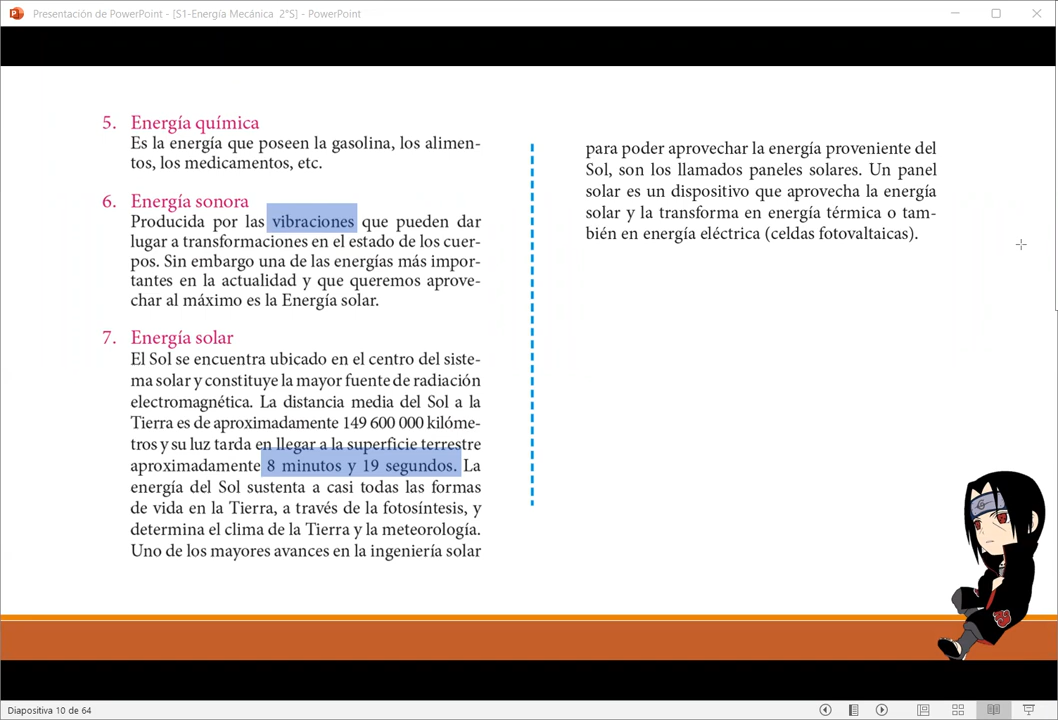 Presentación de PowerPoint - [S1-Energía Mecánica  2°S] - PowerPoint
5. Energía química
Es la energía que poseen la gasolina, los alimen-
tos, los medicamentos, etc.
6. Energía sonora
Producida por las vibraciones que pueden dar
lugar a transformaciones en el estado de los cuer-
pos. Sin embargo una de las energías más impor-
tantes en la actualidad y que queremos aprove-
char al máximo es la Energía solar.
7. Energía solar
El Sol se encuentra ubicado en el centro del siste-
ma solar y constituye la mayor fuente de radiación
electromagnética. La distancia media del Sol a la
Tierra es de aproximadamente 149 600 000 kilóme-
tros y su luz tarda en llegar a la superficie terrestre
aproximadamente 8 minutos y 19 segundos. La
energía del Sol sustenta a casi todas las formas
de vida en la Tierra, a través de la fotosíntesis, y
determina el clima de la Tierra y la meteorología.
Uno de los mayores avances en la ingeniería solar
para poder aprovechar la energía proveniente del
Sol, son los llamados paneles solares. Un panel
solar es un dispositivo que aprovecha la energía
solar y la transforma en energía térmica o tam-
bién en energía eléctrica (celdas fotovaltaicas).
Diapositiva 10 de 64